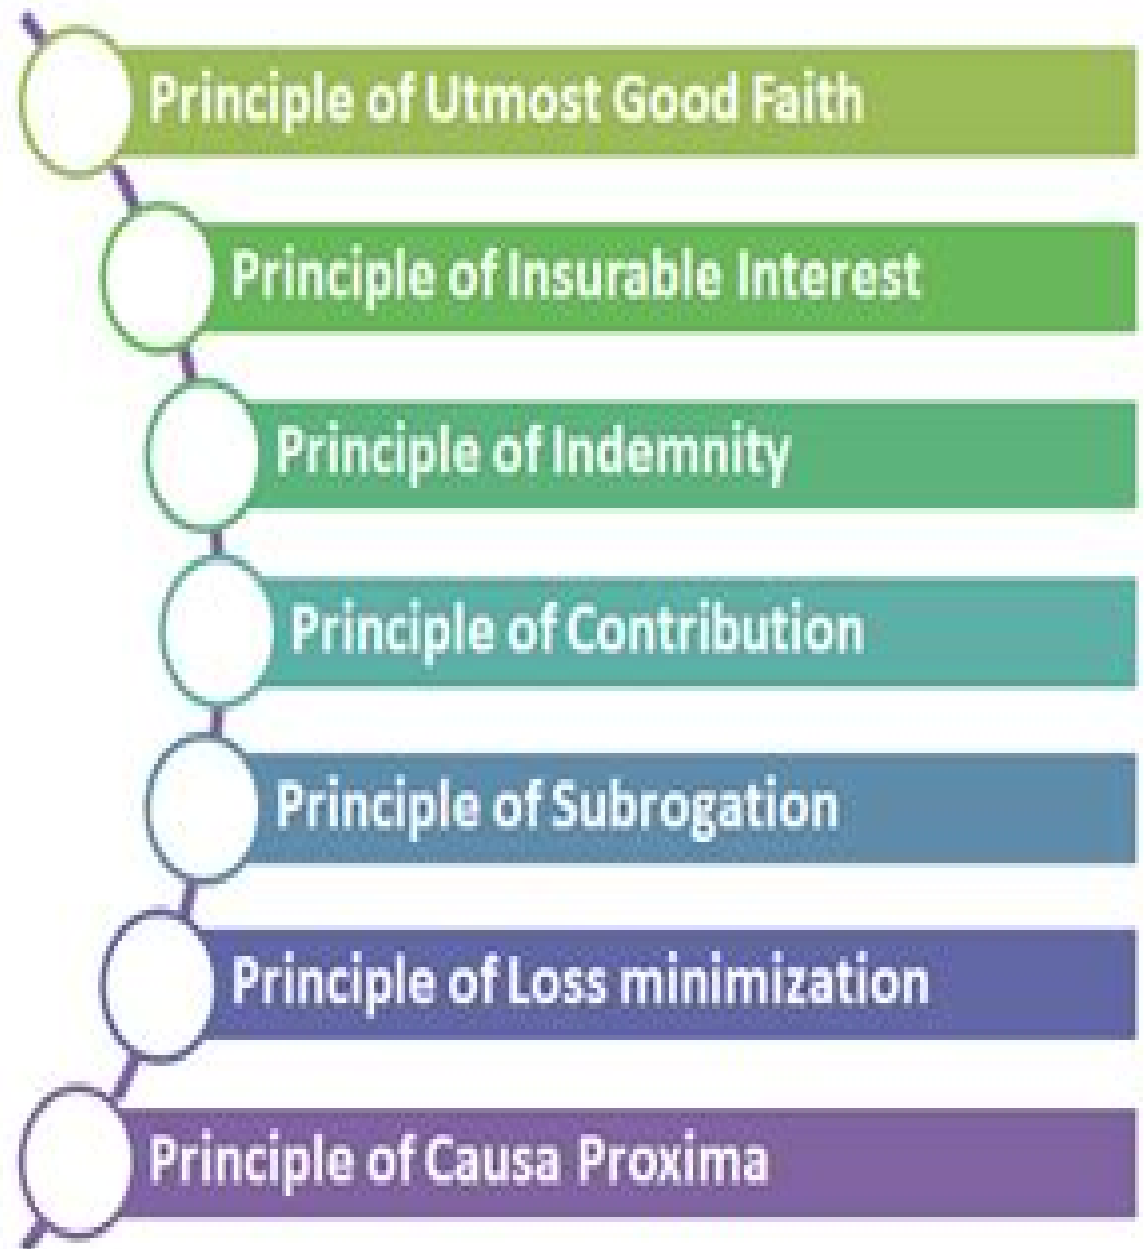 Principle of Utmost Good Faith
Principle of Insurable Interest
Principle of Indemnity
Principle of Contribution
Principle of Subrogation
Principle of Loss minimization
Principle of Causa Proxima